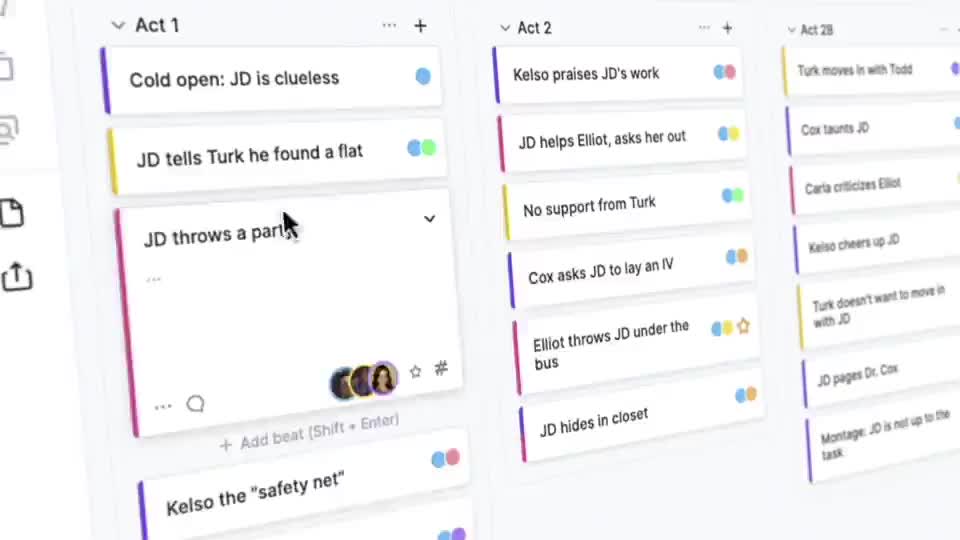 Act 1
Cold open: JD is clueless
JD tells Turk he found a flat
JD throws a party
...
+ Add beat (Shift + Enter)
Kelso the "safety net"
Act 2
Kelso praises JD's work
JD helps Elliot, asks her out
No support from Turk
Cox asks JD to lay an IV
Elliot throws JD under the
bus
JD hides in closet
Act 2B
Turk moves in with Todd
Cox taunts JD
Carla criticizes Elliot
Kelso cheers up JD
Turk doesn't want to move in
with JD
JD pages Dr. Cox
Montage: JD is not up to the
task